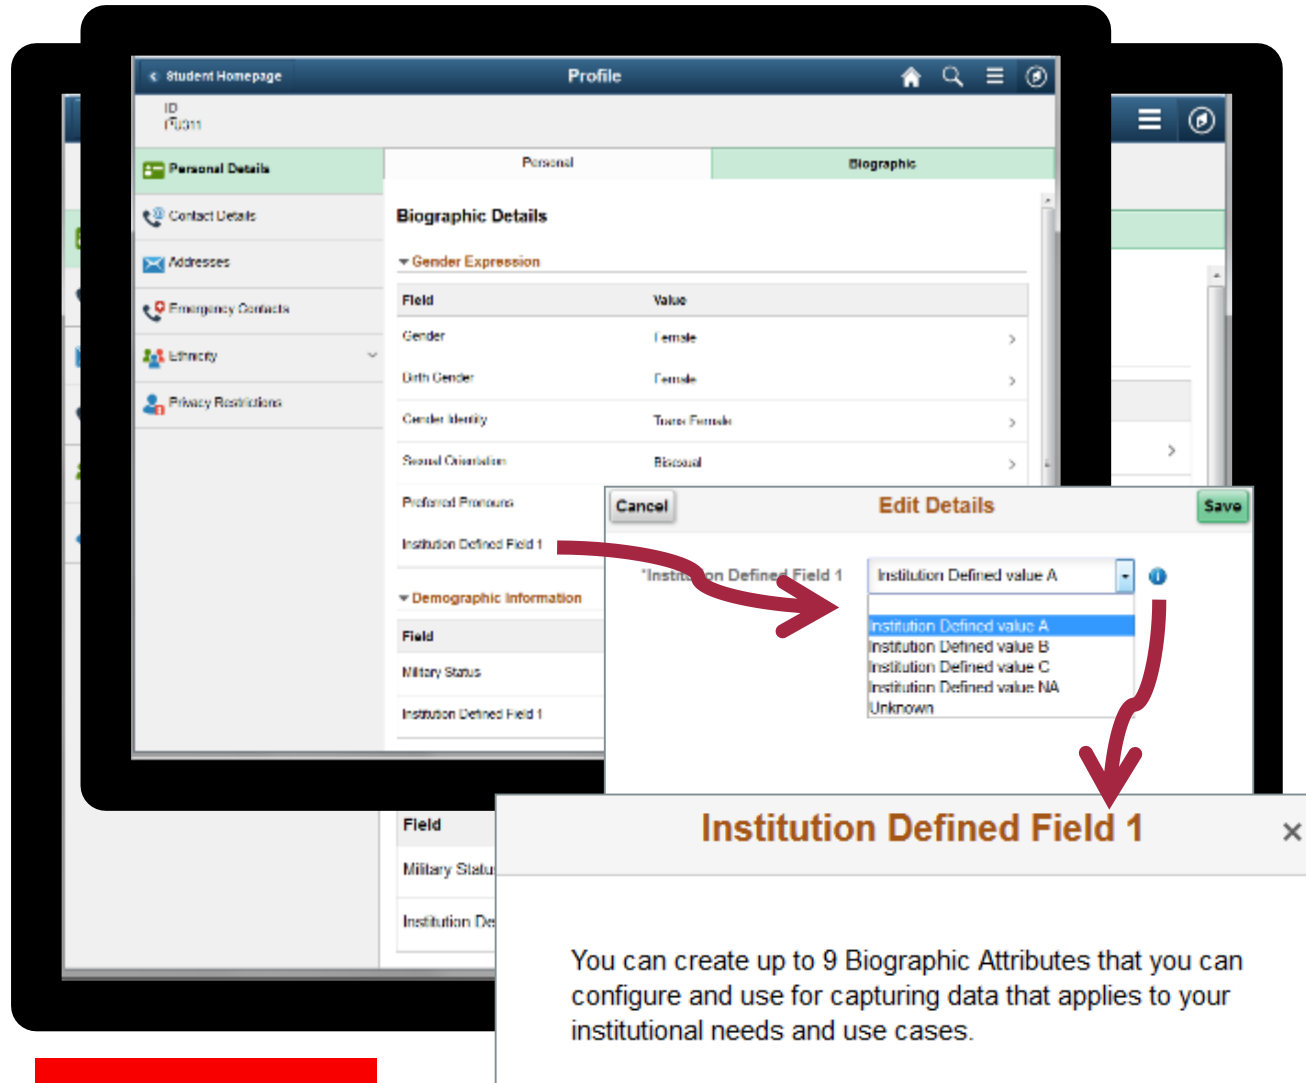 Student Homepage
Profile
ID
Personal Details
Contact Details
Addresses
Emergency Contacts
Ethnicity
Privacy Restrictions
Personal
Biographic
Biographic Details
Gender Expression
Field Value
Gender Female
Birth Gender Female
Gender Identity Trans Female
Sexual Orientation Bisexual
Preferred Pronouns
Institution Defined Field 1
Demographic Information
Field
Military Status
Institution Defined Field 1
Cancel
Edit Details
Save
*Institution Defined Field 1
Institution Defined value A
Institution Defined value A
Institution Defined value B
Institution Defined value C
Institution Defined value NA
Unknown
Field
Military Statu
Institution De
Institution Defined Field 1
You can create up to 9 Biographic Attributes that you can
configure and use for capturing data that applies to your
institutional needs and use cases.